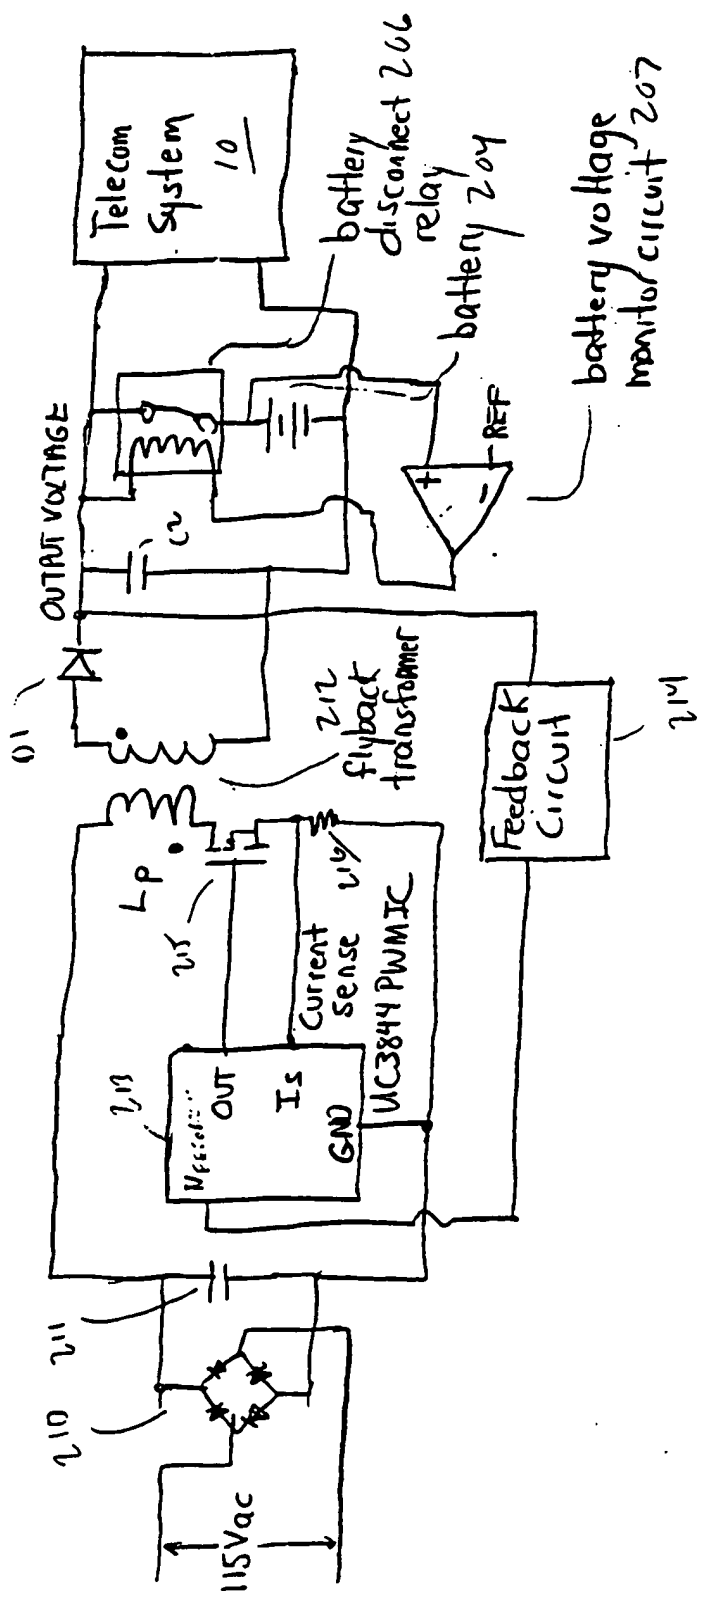 115Vac
210
211
213
OUT
Is
GND
UC3844 PWM IC
Current
sense
215
216
Lp
212
flyback
transformer
D1
Feedback
Circuit
214
OUTPUT VOLTAGE
C2
+
-
REF
battery
disconnect 206
relay
battery 204
battery voltage
monitor circuit 207
Telecom
System
10